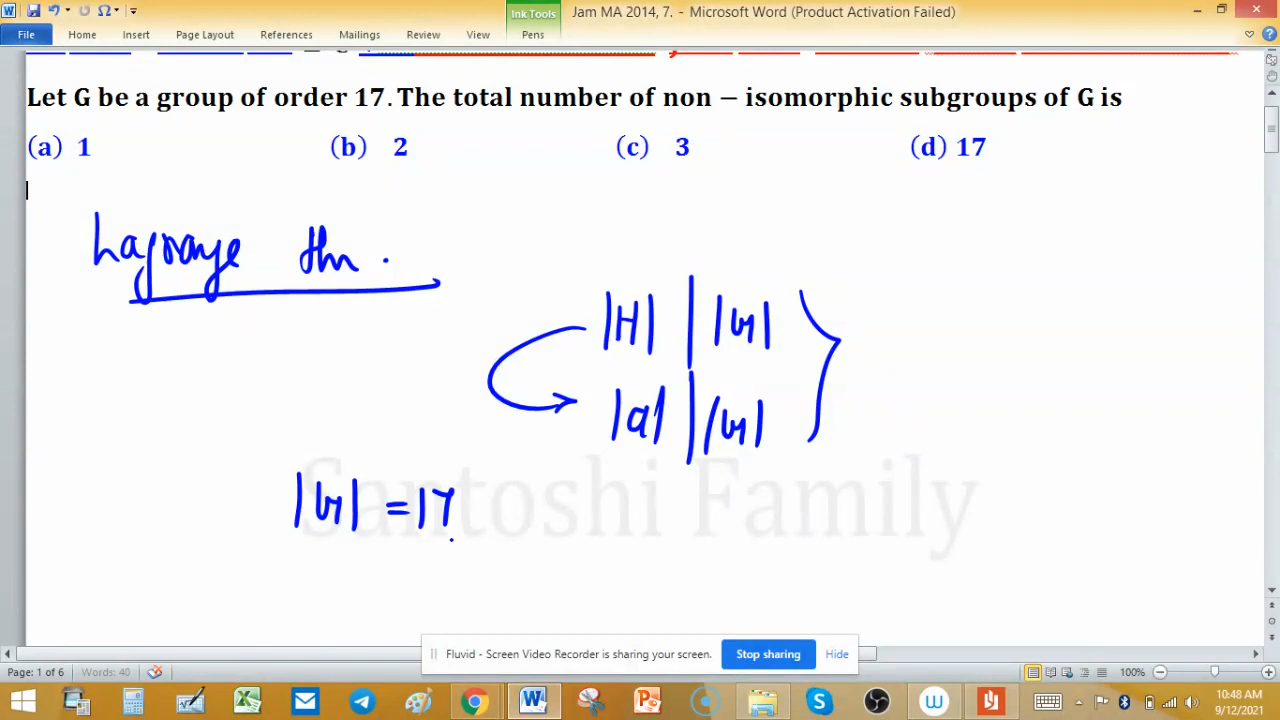 Ink Tools
Jam MA 2014, 7. - Microsoft Word (Product Activation Failed)
File Home Insert Page Layout References Mailings Review View Pens
Let G be a group of order 17. The total number of non − isomorphic subgroups of G is
(a) 1 (b) 2 (c) 3 (d) 17
Lagrange thm.
|H| | |G|
|a| | |G|
|G| = 17
Santoshi Family
Fluvid - Screen Video Recorder is sharing your screen. Stop sharing Hide
Page: 1 of 6 Words: 40 100%
10:48 AM
9/12/2021